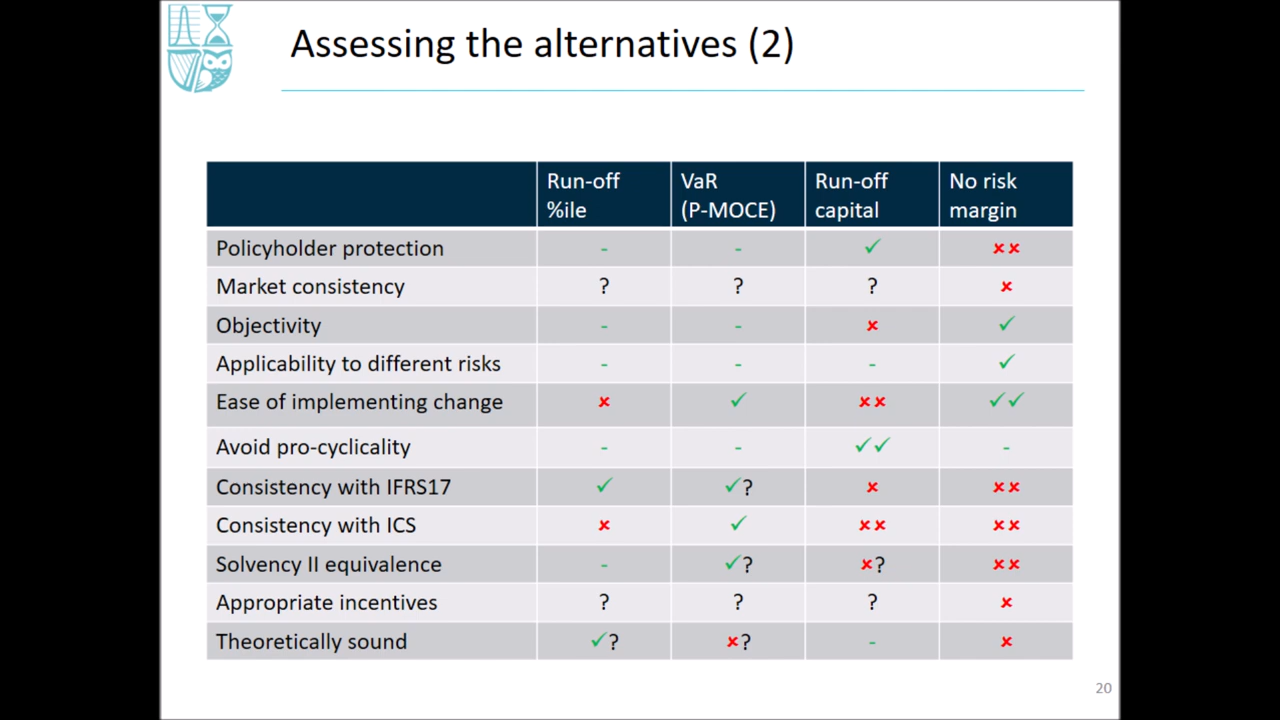 Assessing the alternatives (2)
Run-off %ile | VaR (P-MOCE) | Run-off capital | No risk margin
Policyholder protection - - ✓ ✘✘
Market consistency ? ? ? ✘
Objectivity - - ✘ ✓
Applicability to different risks - - - ✓
Ease of implementing change ✘ ✓ ✘✘ ✓✓
Avoid pro-cyclicality - - ✓✓ -
Consistency with IFRS17 ✓ ✓? ✘ ✘✘
Consistency with ICS ✘ ✓ ✘✘ ✘✘
Solvency II equivalence - ✓? ✘? ✘✘
Appropriate incentives ? ? ? ✘
Theoretically sound ✓? ✘? - ✘
20